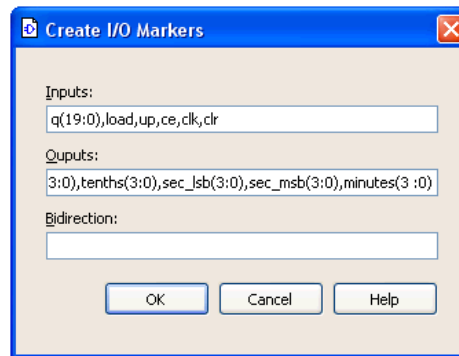 Create I/O Markers
Inputs:
q(19:0),load,up,ce,clk,clr
Ouputs:
3:0),tenths(3:0),sec_lsb(3:0),sec_msb(3:0),minutes(3 :0)
Bidirection:
OK Cancel Help